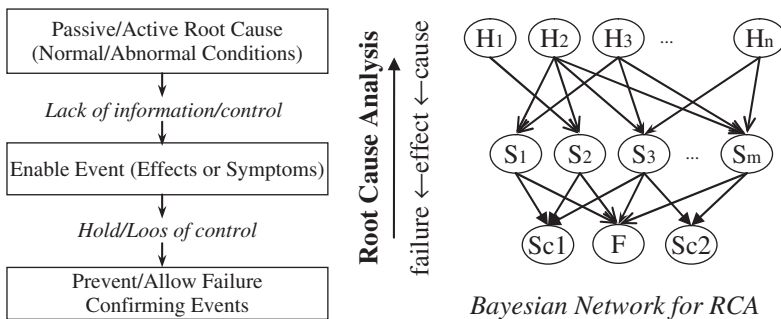 Passive/Active Root Cause
(Normal/Abnormal Conditions)
Lack of information/control
Enable Event (Effects or Symptoms)
Hold/Loos of control
Prevent/Allow Failure
Confirming Events
Root Cause Analysis
failure ←effect ←cause
H1 H2 H3 ... Hn
S1 S2 S3 ... Sm
Sc1 F Sc2
Bayesian Network for RCA